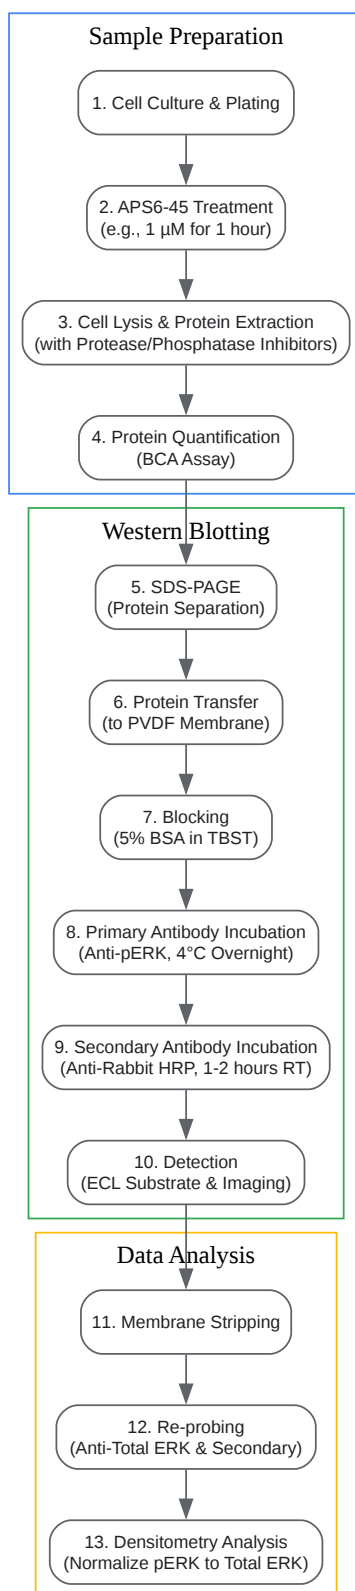 Sample Preparation
1. Cell Culture & Plating
2. APS6-45 Treatment
(e.g., 1 µM for 1 hour)
3. Cell Lysis & Protein Extraction
(with Protease/Phosphatase Inhibitors)
4. Protein Quantification
(BCA Assay)
Western Blotting
5. SDS-PAGE
(Protein Separation)
6. Protein Transfer
(to PVDF Membrane)
7. Blocking
(5% BSA in TBST)
8. Primary Antibody Incubation
(Anti-pERK, 4°C Overnight)
9. Secondary Antibody Incubation
(Anti-Rabbit HRP, 1-2 hours RT)
10. Detection
(ECL Substrate & Imaging)
Data Analysis
11. Membrane Stripping
12. Re-probing
(Anti-Total ERK & Secondary)
13. Densitometry Analysis
(Normalize pERK to Total ERK)